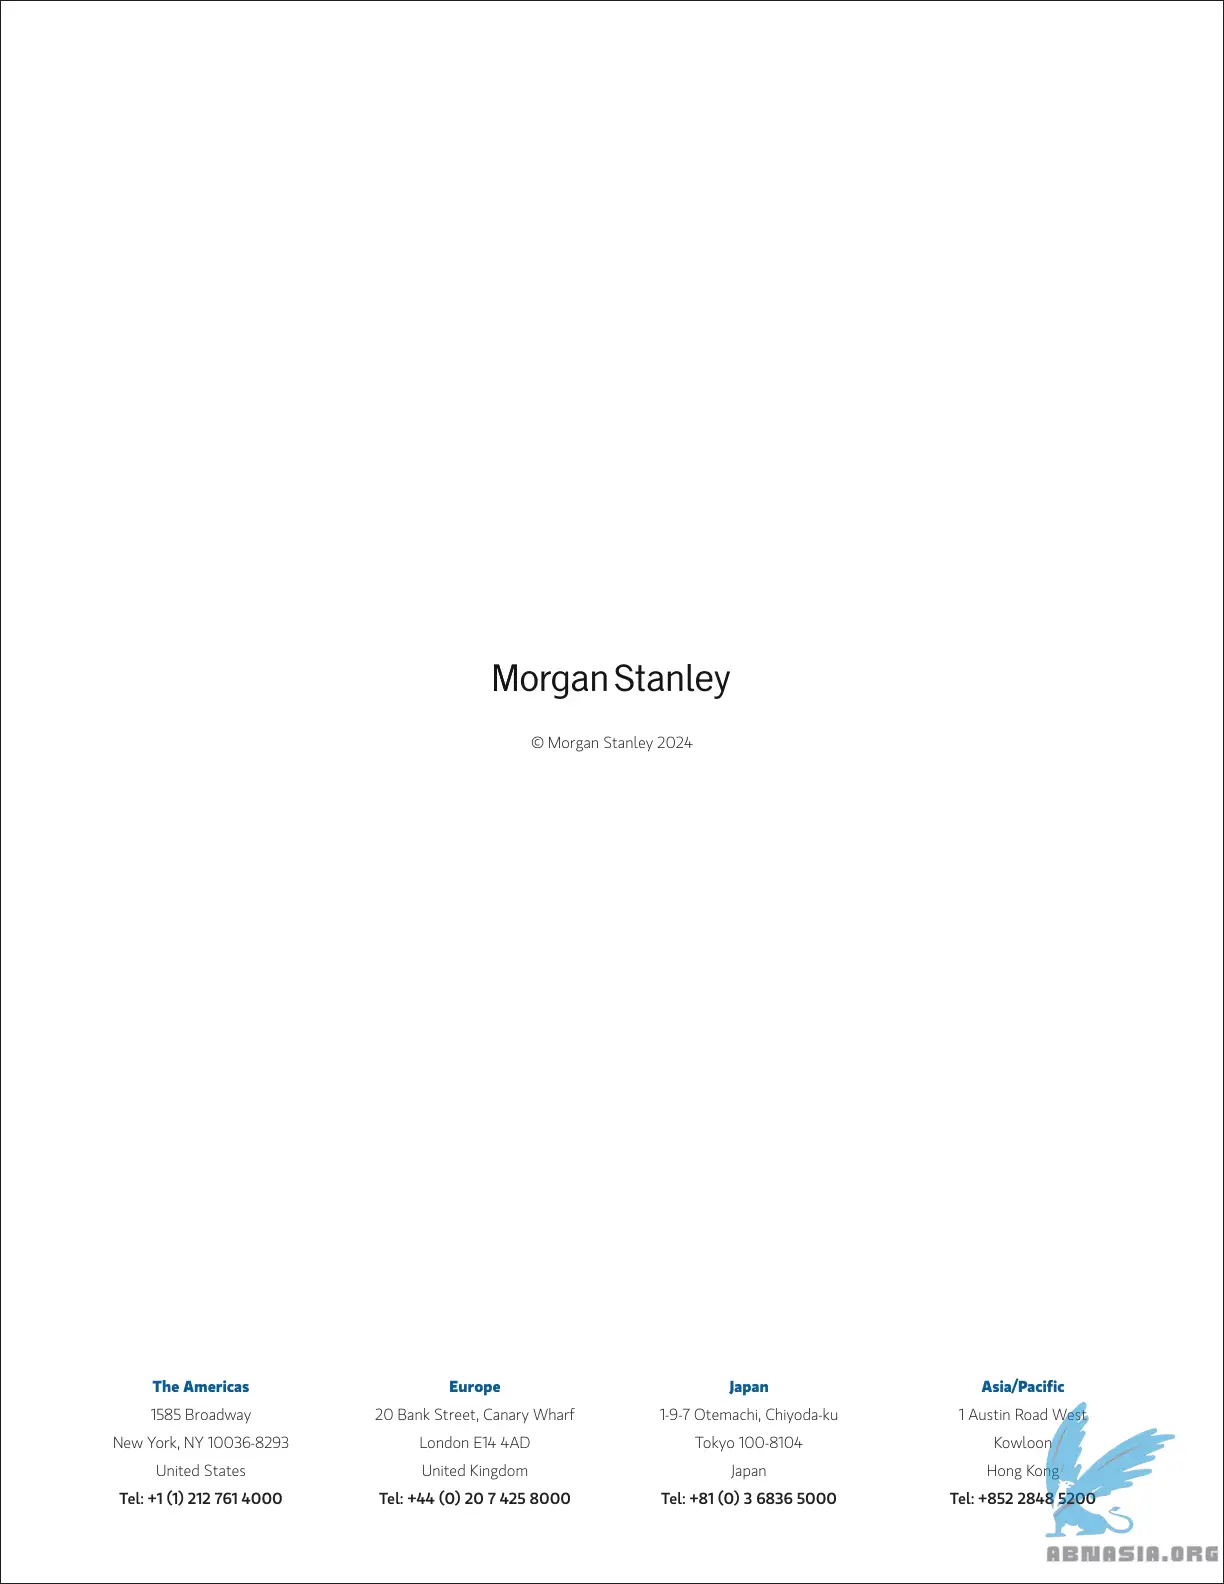 Morgan Stanley
© Morgan Stanley 2024
The Americas
1585 Broadway
New York, NY 10036-8293
United States
Tel: +1 (1) 212 761 4000
Europe
20 Bank Street, Canary Wharf
London E14 4AD
United Kingdom
Tel: +44 (0) 20 7 425 8000
Japan
1-9-7 Otemachi, Chiyoda-ku
Tokyo 100-8104
Japan
Tel: +81 (0) 3 6836 5000
Asia/Pacific
1 Austin Road West
Kowloon
Hong Kong
Tel: +852 2848 5200
ABNASIA.ORG